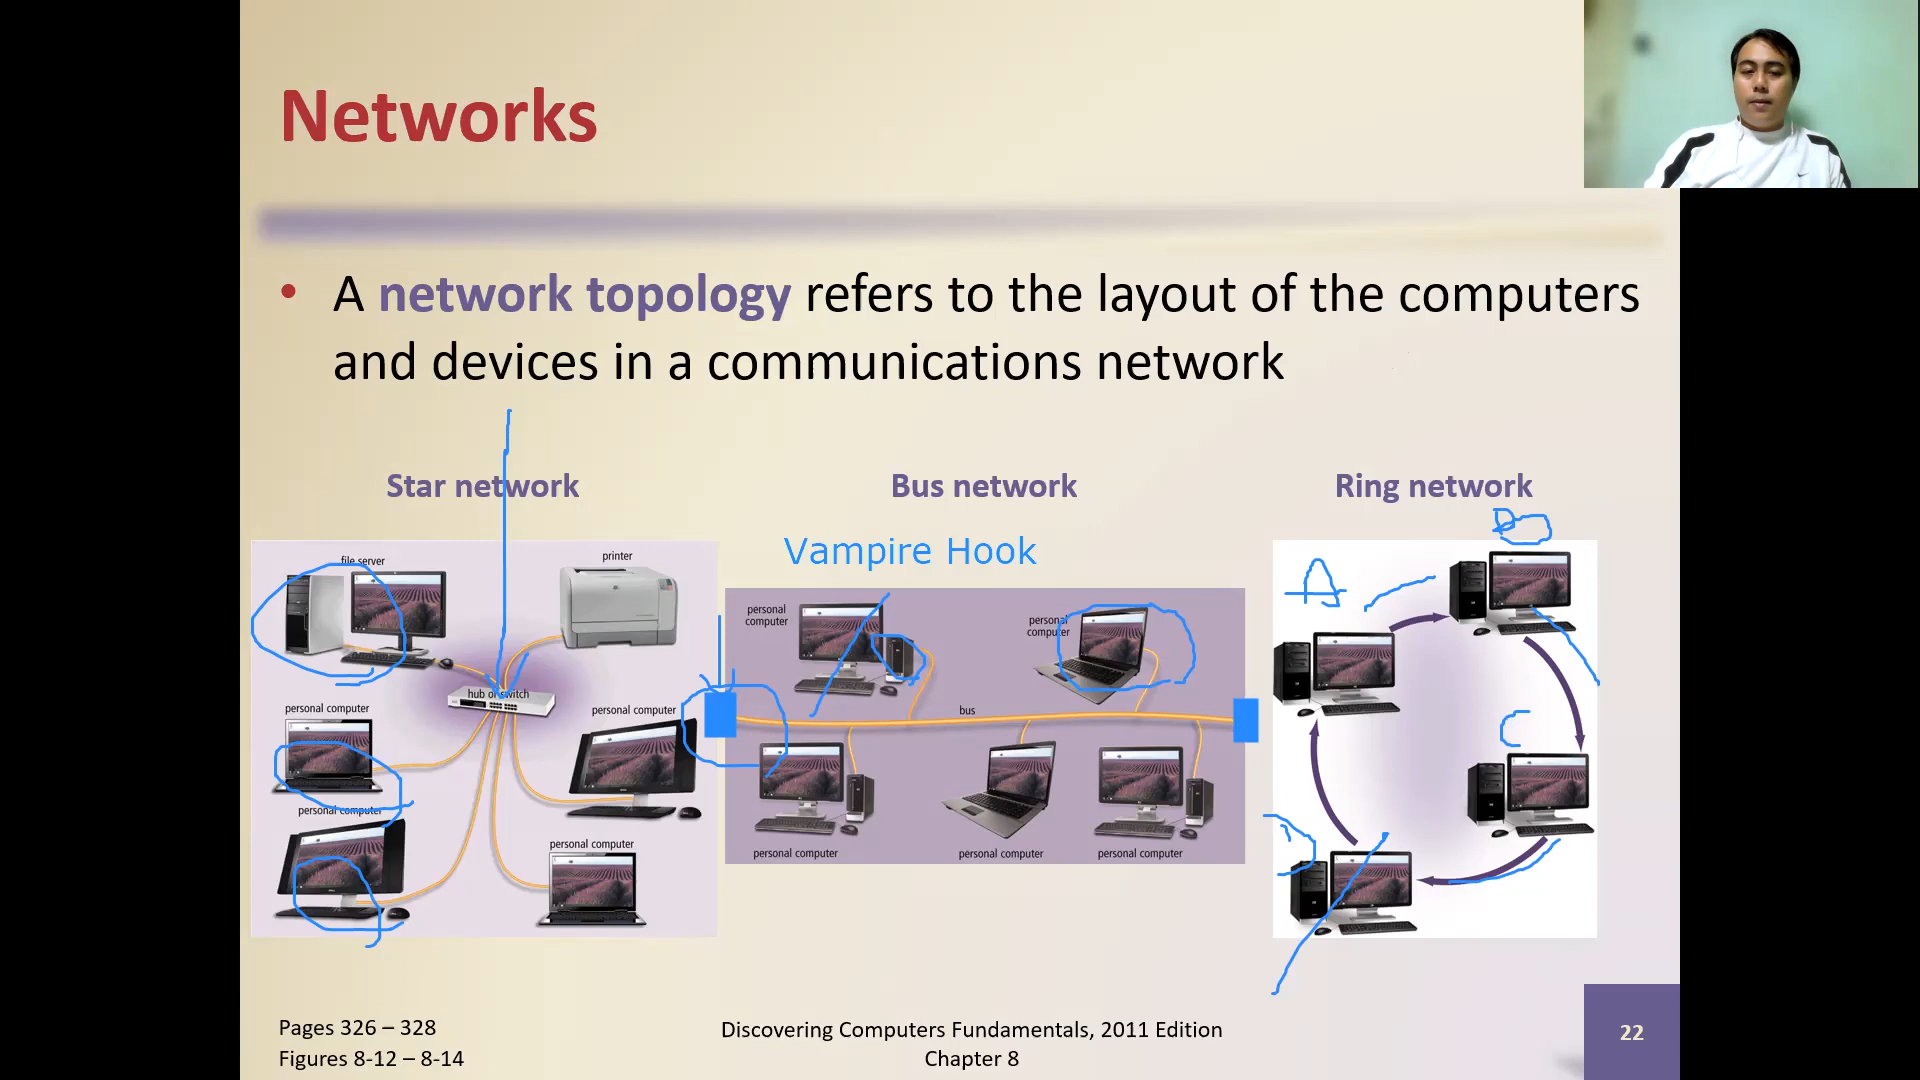 Networks
• A network topology refers to the layout of the computers
and devices in a communications network
Star network
Bus network
Ring network
Vampire Hook
file server
printer
hub or switch
personal computer
personal computer
personal computer
personal computer
personal
computer
personal
computer
bus
personal computer
personal computer
personal computer
A
C
Pages 326 – 328
Figures 8-12 – 8-14
Discovering Computers Fundamentals, 2011 Edition
Chapter 8
22